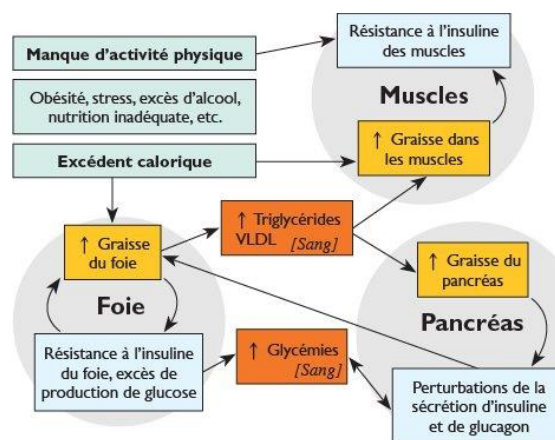 Manque d'activité physique
Obésité, stress, excès d'alcool,
nutrition inadéquate, etc.
Excédent calorique
Résistance à l'insuline
des muscles
Muscles
↑ Graisse dans
les muscles
↑ Triglycérides
VLDL [Sang]
↑ Graisse
du foie
Foie
Résistance à l'insuline
du foie, excès de
production de glucose
↑ Glycémies
[Sang]
↑ Graisse du
pancréas
Pancréas
Perturbations de la
sécrétion d'insuline
et de glucagon